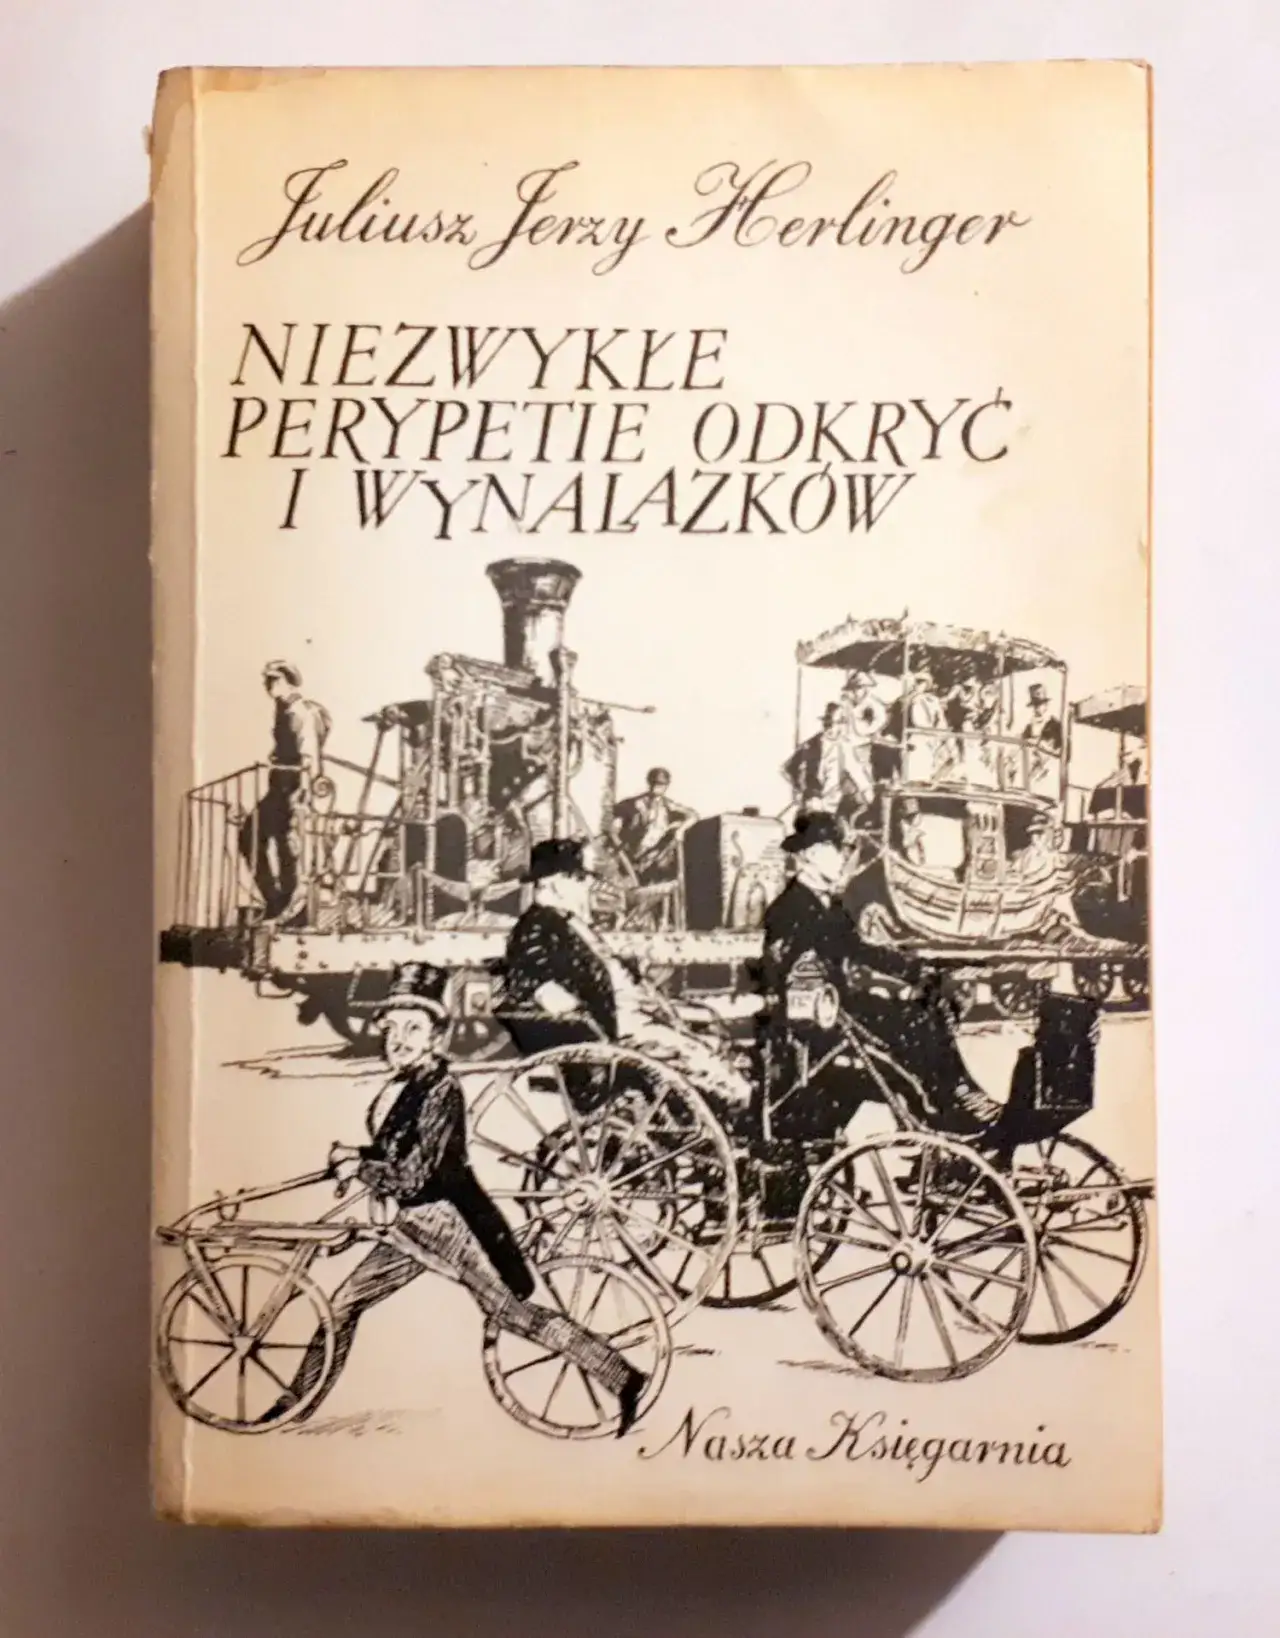 Juliusz Jerzy Herlinger
NIEZWYKŁE
PERYPETIE ODKRYĆ
I WYNALAZKÓW
Nasza Księgarnia